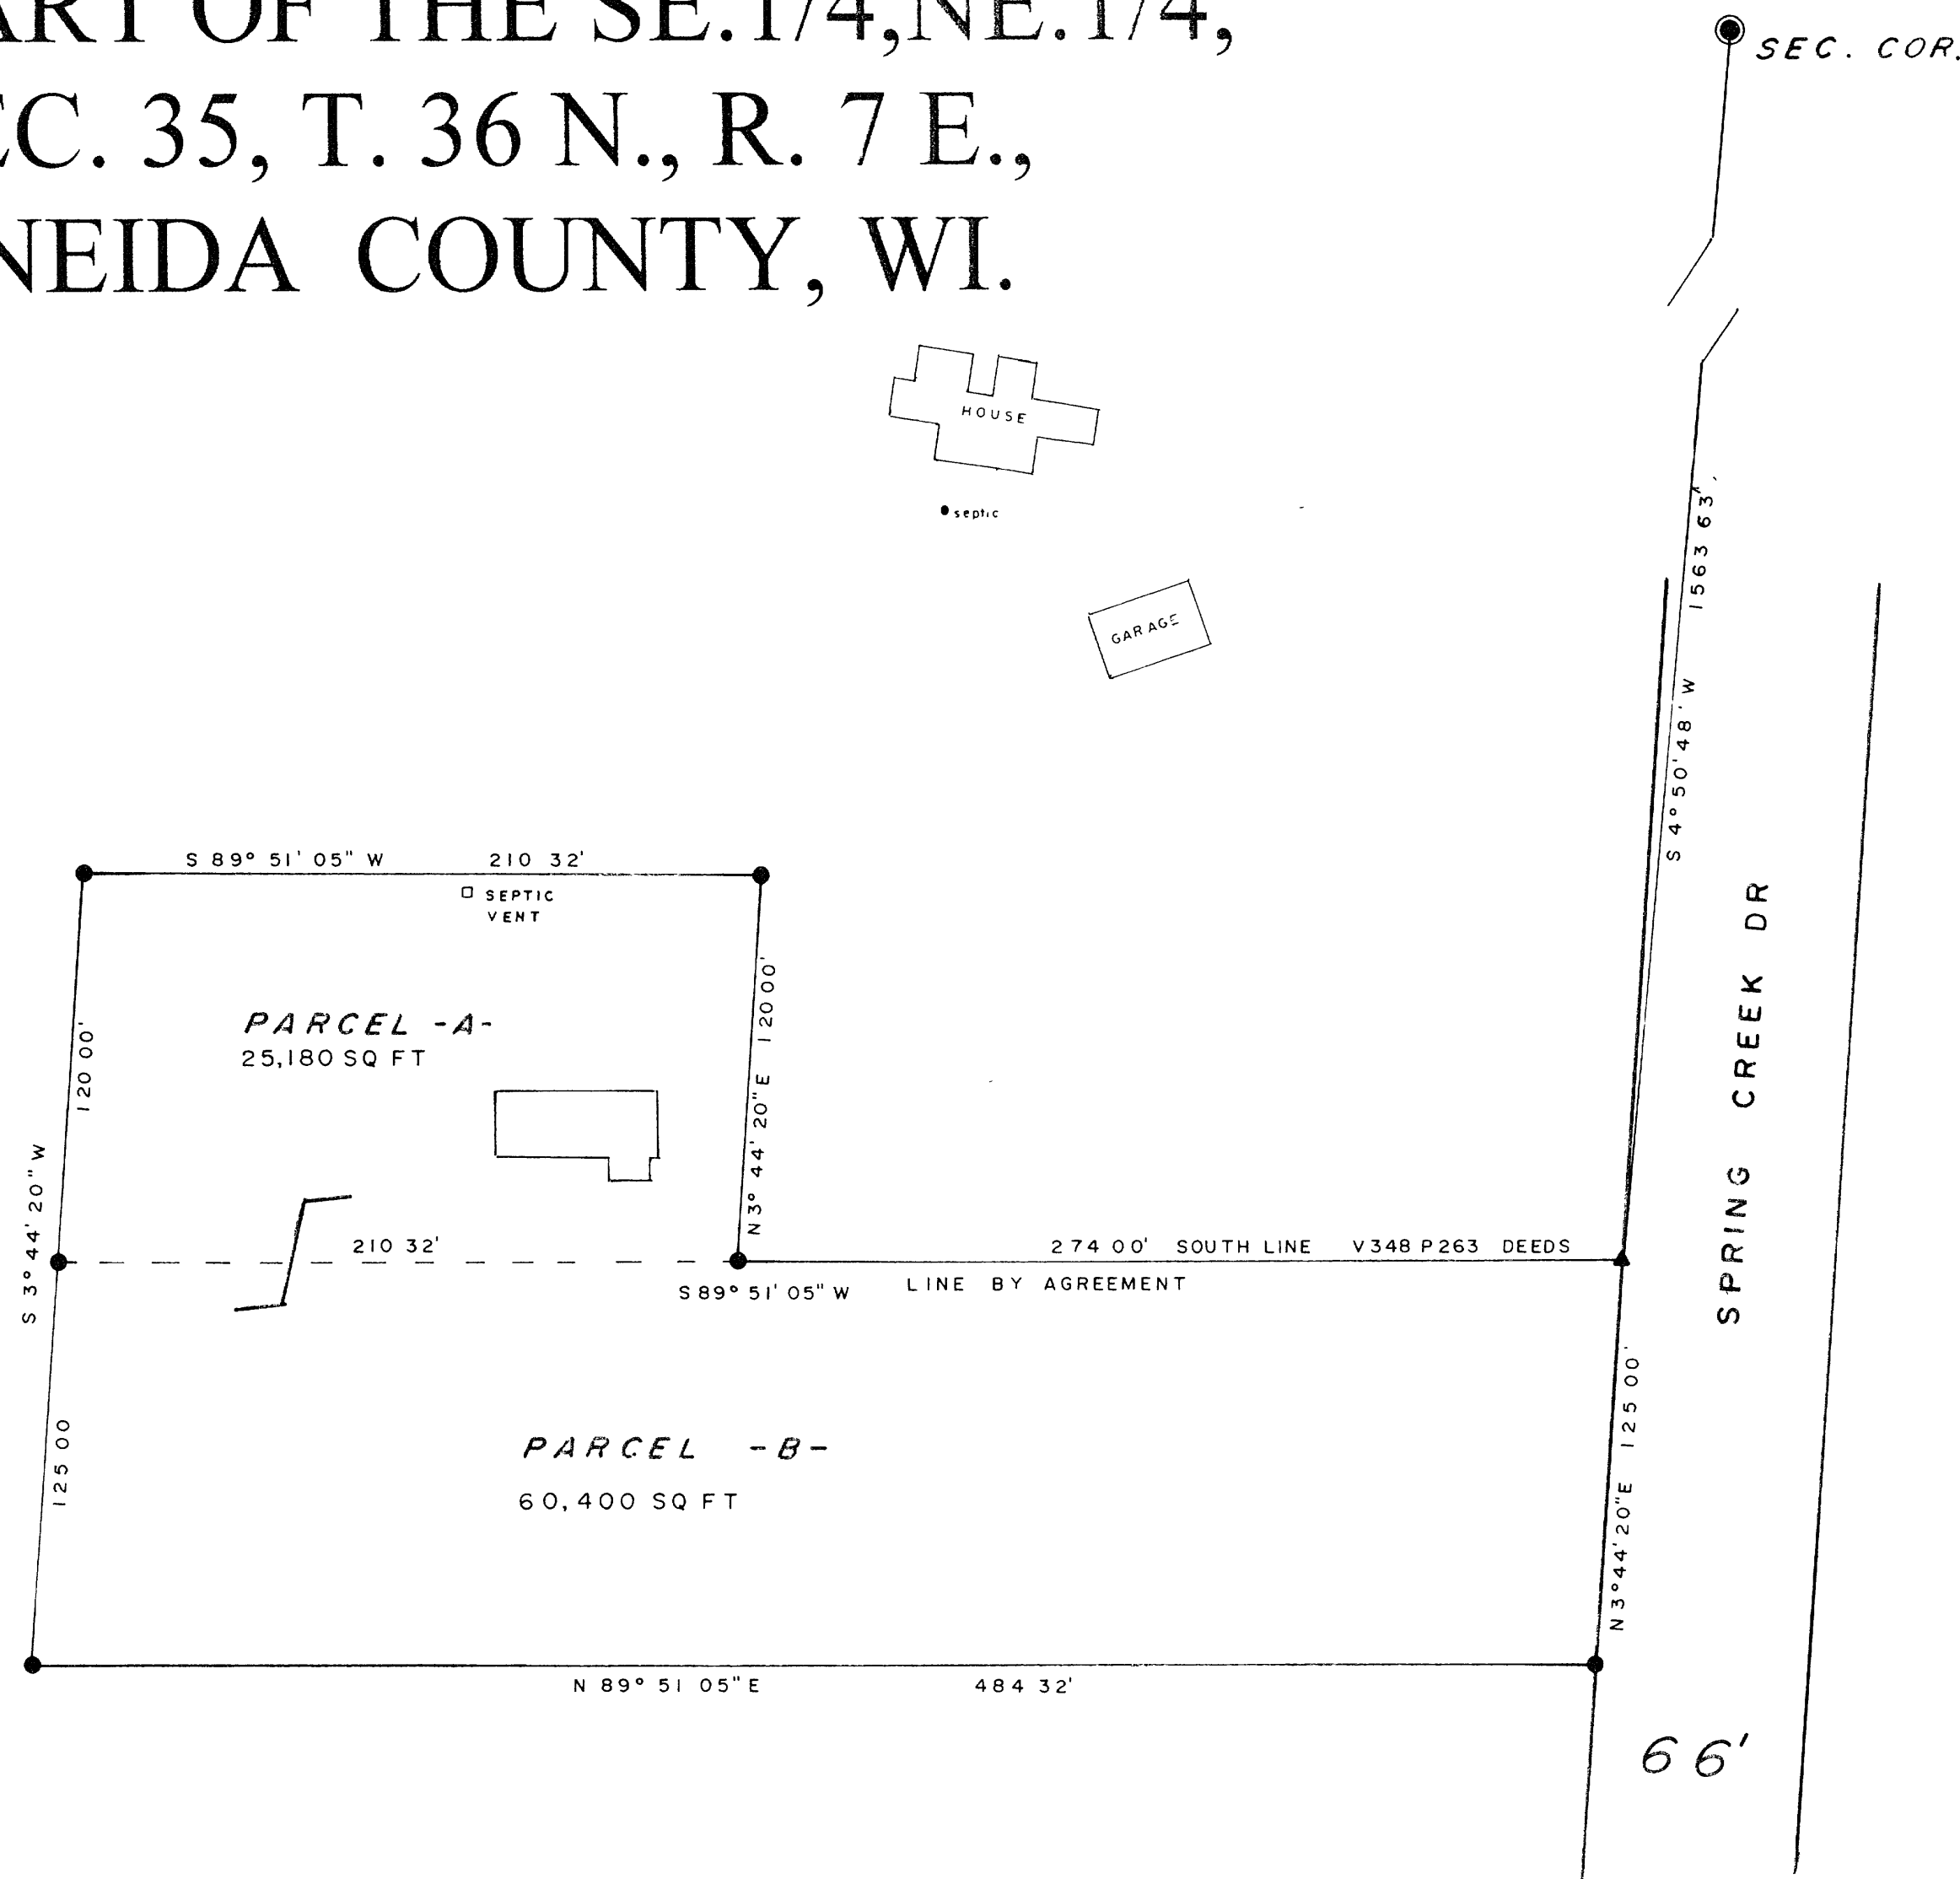 ART OF THE SE.1/4,NE.1/4,
EC. 35, T. 36 N., R. 7 E.,
NEIDA COUNTY, WI.
SEC. COR.
HOUSE
septic
GARAGE
1563 63'
S 4° 50' 48' W
S 89° 51' 05" W 210 32'
SEPTIC
VENT
PARCEL -A-
25,180 SQ FT
120 00'
N 3° 44' 20" E 120 00'
S 3° 44' 20" W
210 32'
274 00' SOUTH LINE V348 P263 DEEDS
S 89° 51' 05" W LINE BY AGREEMENT
SPRING CREEK DR
125 00
PARCEL -B-
60,400 SQ FT
N 3° 44' 20" E 125 00'
N 89° 51 05" E 484 32'
66'